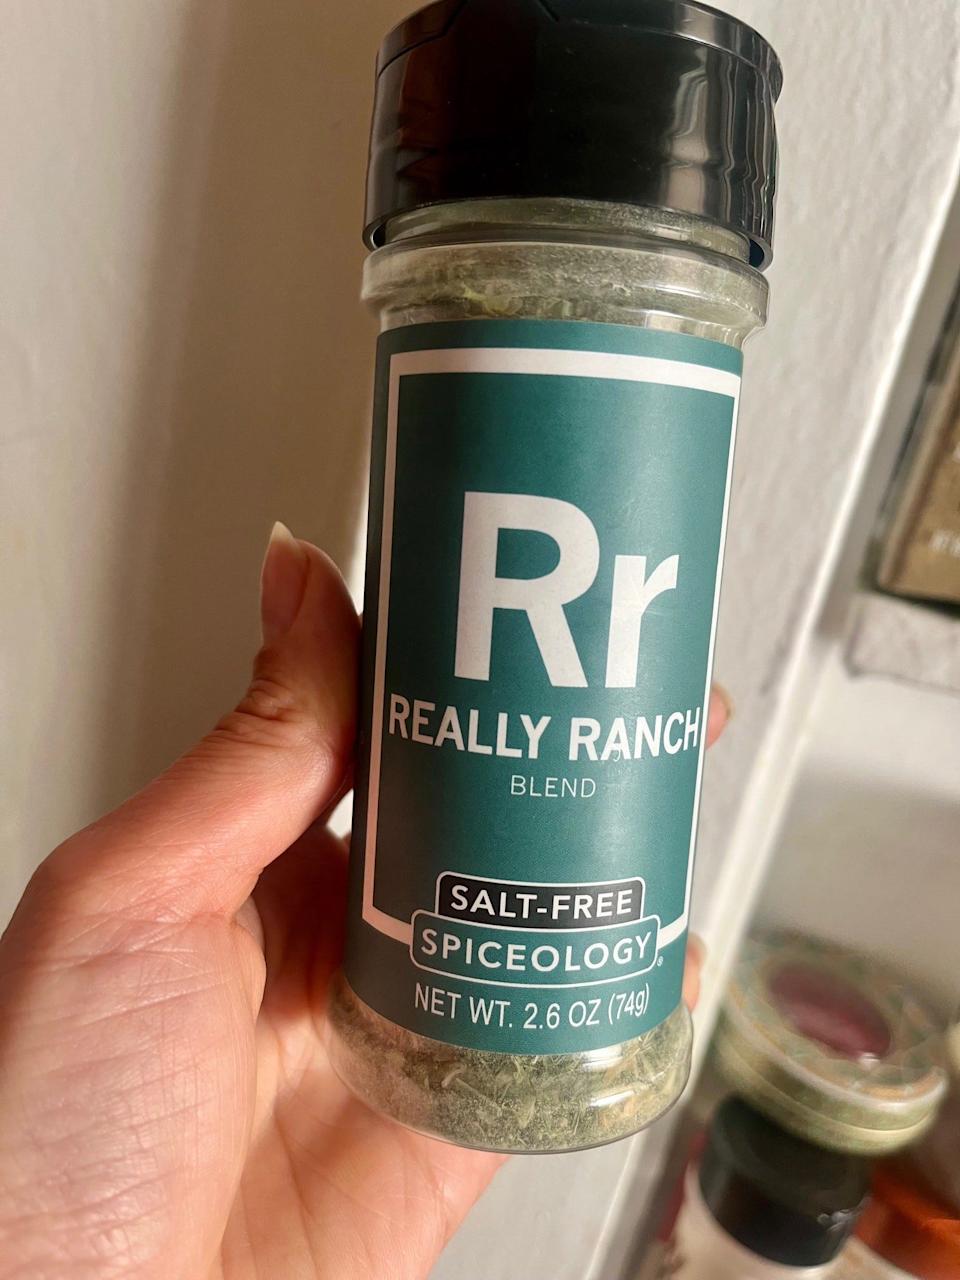 Rr
REALLY RANCH
BLEND
SALT-FREE
SPICEOLOGY®
NET WT. 2.6 OZ (74g)